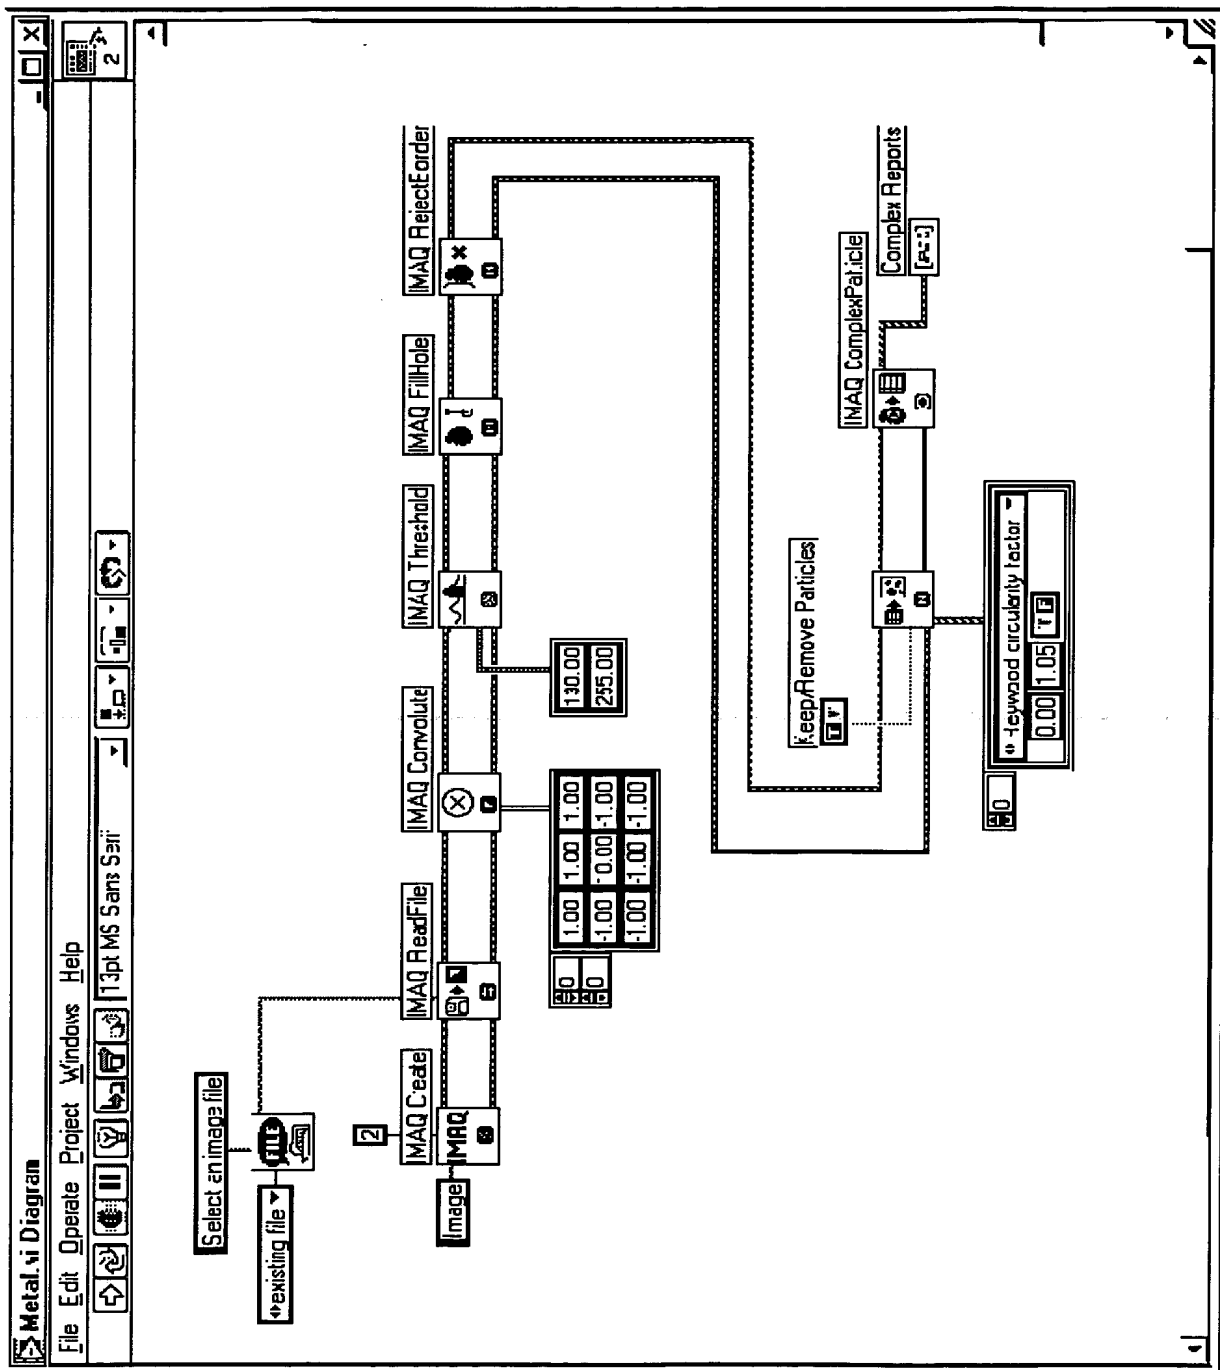 Metal.vi Diagram
File Edit Operate Project Windows Help
13pt MS Sans Serif
2
Select an image file
FILE
existing file
2
Image
IMAQ Create
IMAQ
IMAQ ReadFile
IMAQ Convolute
IMAQ Threshold
IMAQ FillHole
IMAQ RejectBorder
0
0
1.00 1.00 1.00
-1.00 -1.00
-1.00 -1.00 -1.00
130.00
255.00
Keep/Remove Particles
IMAQ ComplexParticle
Complex Reports
0
Heywood circularity factor
0.00 1.05 T F